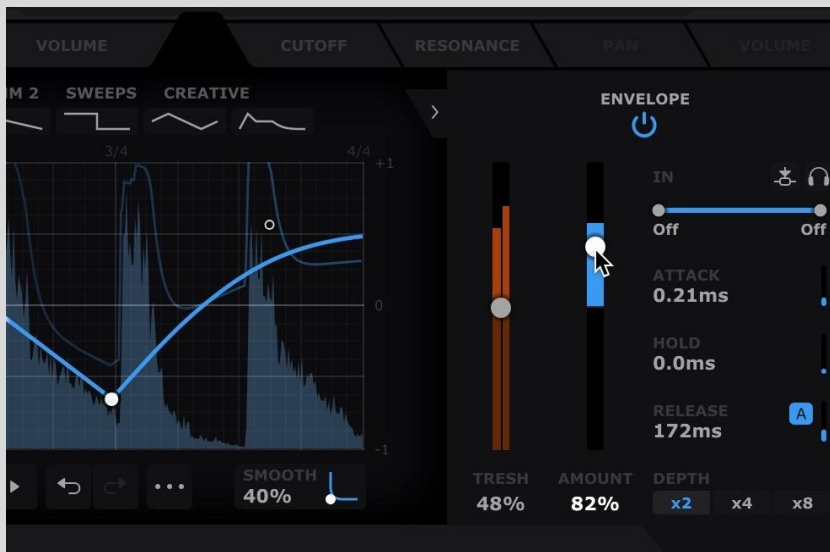 VOLUME CUTOFF RESONANCE PAN VOLUME
M 2 SWEEPS CREATIVE
3/4 4/4
+1
0
-1
SMOOTH
40%
ENVELOPE
TRESH
48%
AMOUNT
82%
IN
Off Off
ATTACK
0.21ms
HOLD
0.0ms
RELEASE A
172ms
DEPTH
x2 x4 x8